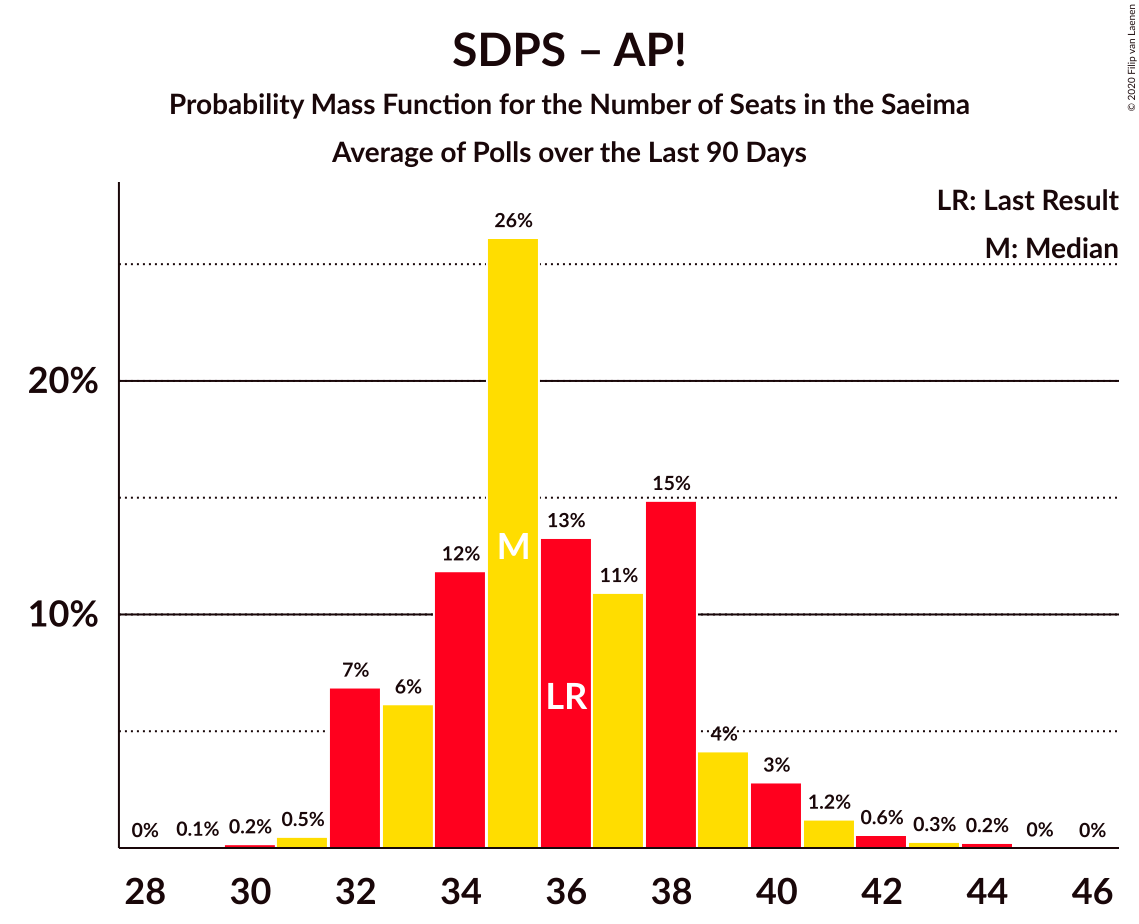 SDPS – AP!
Probability Mass Function for the Number of Seats in the Saeima
Average of Polls over the Last 90 Days
© 2020 Filip van Laenen
LR: Last Result
M: Median
20%
10%
0%
0.1%
0.2%
0.5%
7%
6%
12%
26%
13%
11%
15%
4%
3%
1.2%
0.6%
0.3%
0.2%
0%
0%
M
LR
28 30 32 34 36 38 40 42 44 46